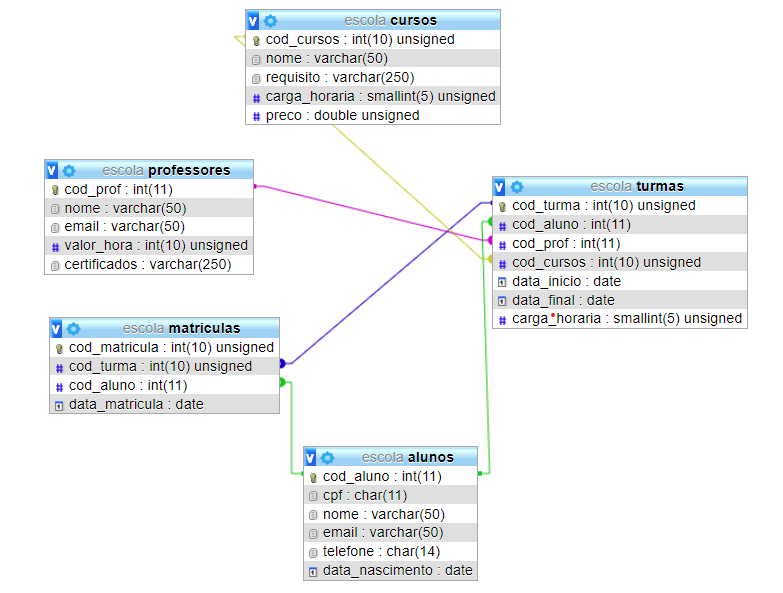 escola cursos
cod_cursos : int(10) unsigned
nome : varchar(50)
requisito : varchar(250)
carga_horaria : smallint(5) unsigned
preco : double unsigned
escola professores
cod_prof : int(11)
nome : varchar(50)
email : varchar(50)
valor_hora : int(10) unsigned
certificados : varchar(250)
escola turmas
cod_turma : int(10) unsigned
cod_aluno : int(11)
cod_prof : int(11)
cod_cursos : int(10) unsigned
data_inicio : date
data_final : date
carga_horaria : smallint(5) unsigned
escola matriculas
cod_matricula : int(10) unsigned
cod_turma : int(10) unsigned
cod_aluno : int(11)
data_matricula : date
escola alunos
cod_aluno : int(11)
cpf : char(11)
nome : varchar(50)
email : varchar(50)
telefone : char(14)
data_nascimento : date